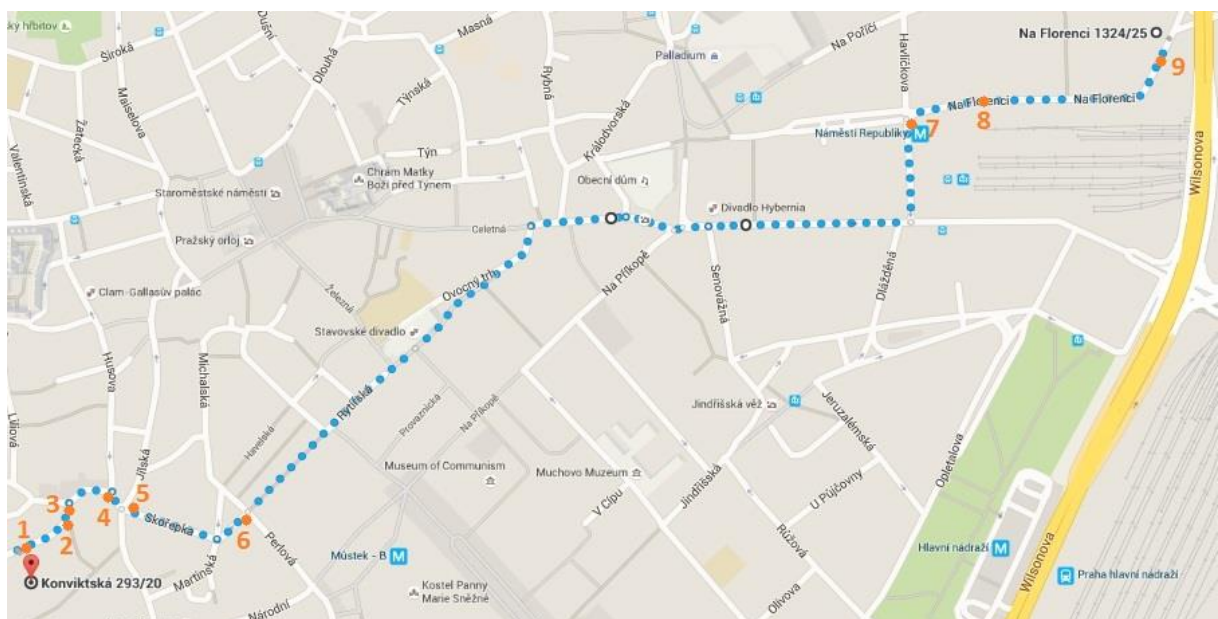 ský hřbitov
Široká
Maiselova
Žatecká
Valentinská
Dušní
Dlouhá
Masná
Týnská
Rybná
Králodvorská
Palladium
Na Poříčí
Havlíčkova
Na Florenci 1324/25
9
Na Florenci
8
Na Florenci
7
Náměstí Republiky M
Wilsonova
Týn
Chrám Matky
Boží před Týnem
Obecní dům
Staroměstské náměstí
Divadlo Hybernia
Celetná
Pražský orloj
Na Příkopě
Ovocný trh
Senovážná
Dlážděná
Clam-Gallasův palác
Železná
Stavovské divadlo
Husova
Michalská
Rytířská
Provaznická
Na Příkopě
Jindřišská věž
Jeruzalémská
Opletalova
Liliová
Havelská
Jilská
Museum of Communism
Muchovo Muzeum
Jindřišská
U Půjčovny
V Cípu
Růžová
3
4
5
1
2
Skořepka
6
Perlová
Můstek - B M
Hlavní nádraží M
Wilsonova
Praha hlavní nádraží
Konviktská 293/20
Martinská
Národní
Kostel Panny
Marie Sněžné
Olivova